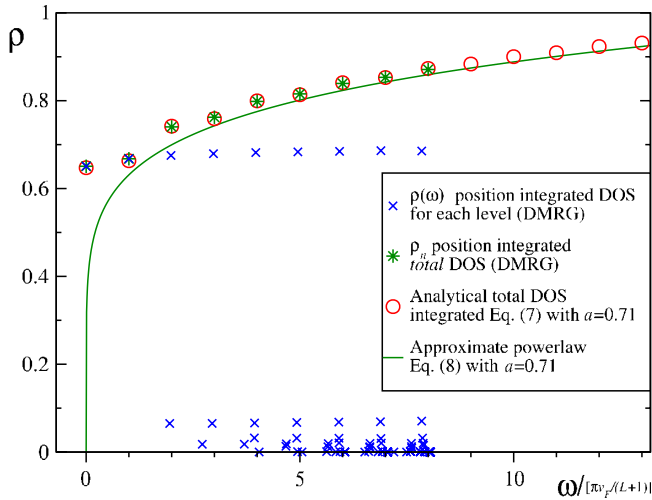 ρ
1
0.8
0.6
0.4
0.2
0
0
5
10
ω/[πv_F/(L+1)]
ρ(ω) position integrated DOS
for each level (DMRG)
ρ_n position integrated
total DOS (DMRG)
Analytical total DOS
integrated Eq. (7) with a=0.71
Approximate powerlaw
Eq. (8) with a=0.71